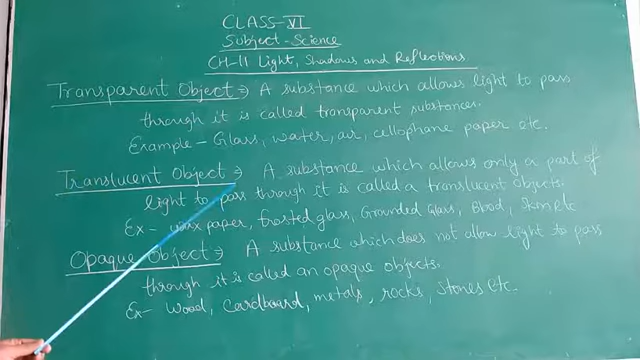 CLASS-VI
Subject-Science
CH-11 Light, Shadows and Reflections
Transparent Object ⇒ A substance which allows light to pass
through it is called transparent substances.
Example - Glass, water, air, cellophane paper etc.
Translucent Object ⇒ A substance which allows only a part of
light to pass through it is called a translucent objects.
Ex - wax paper, frosted glass, Grounded Glass, Blood, Skin etc
Opaque Object ⇒ A substance which does not allow light to pass
through it is called an opaque objects.
Ex - Wood, Cardboard, metals, rocks, stones etc.